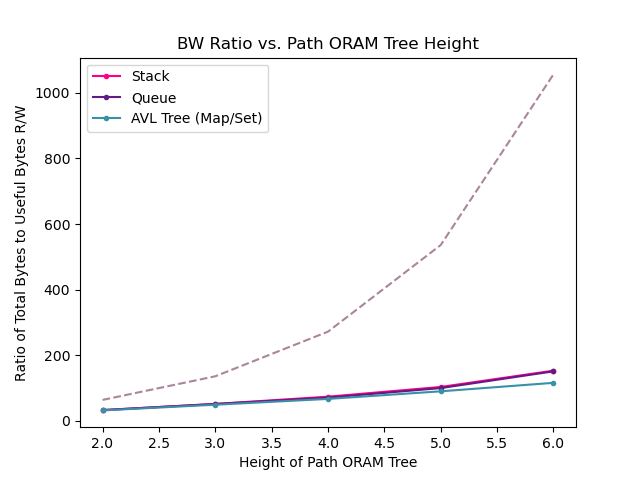 BW Ratio vs. Path ORAM Tree Height
Stack
Queue
AVL Tree (Map/Set)
Ratio of Total Bytes to Useful Bytes R/W
1000
800
600
400
200
0
2.0 2.5 3.0 3.5 4.0 4.5 5.0 5.5 6.0
Height of Path ORAM Tree